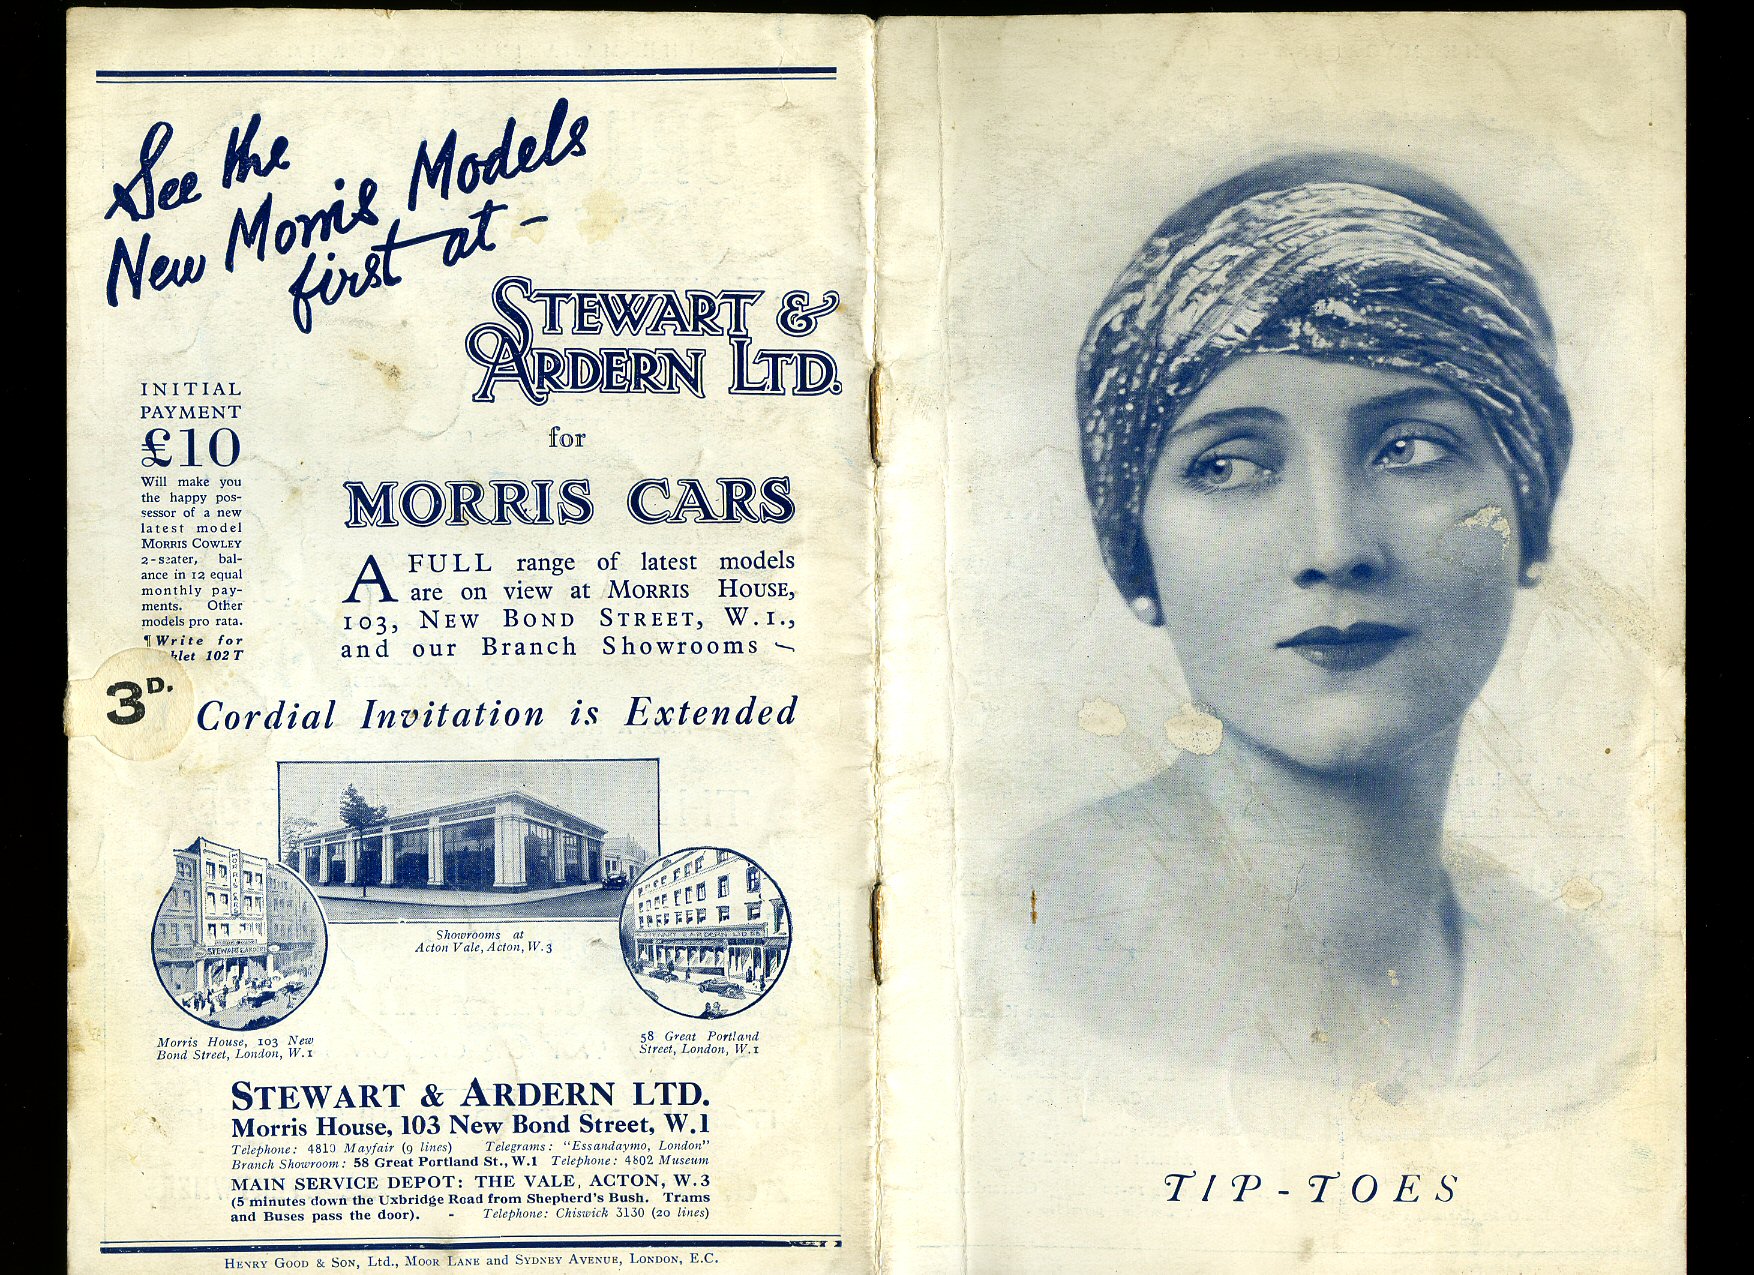 See the
New Morris Models
first at –
STEWART &
ARDERN LTD.
for
MORRIS CARS
INITIAL
PAYMENT
£10
Will make you
the happy pos-
sessor of a new
latest model
MORRIS COWLEY
2-seater, bal-
ance in 12 equal
monthly pay-
ments. Other
models pro rata.
¶ Write for
klet 102 T
A FULL range of latest models
are on view at MORRIS HOUSE,
103, NEW BOND STREET, W.1.,
and our Branch Showrooms
3D.
Cordial Invitation is Extended
Showrooms at
Acton Vale, Acton, W.3
MORRIS CARS
STEWART & ARDERN
STEWART & ARDERN LTD
Morris House, 103 New
Bond Street, London, W.1
58 Great Portland
Street, London, W.1
STEWART & ARDERN LTD.
Morris House, 103 New Bond Street, W.1
Telephone: 4810 Mayfair (9 lines) Telegrams: "Essandaymo, London"
Branch Showroom: 58 Great Portland St., W.1 Telephone: 4802 Museum
MAIN SERVICE DEPOT: THE VALE, ACTON, W.3
(5 minutes down the Uxbridge Road from Shepherd's Bush. Trams
and Buses pass the door). - Telephone: Chiswick 3130 (20 lines)
HENRY GOOD & SON, Ltd., MOOR LANE and SYDNEY AVENUE, LONDON, E.C.
TIP-TOES